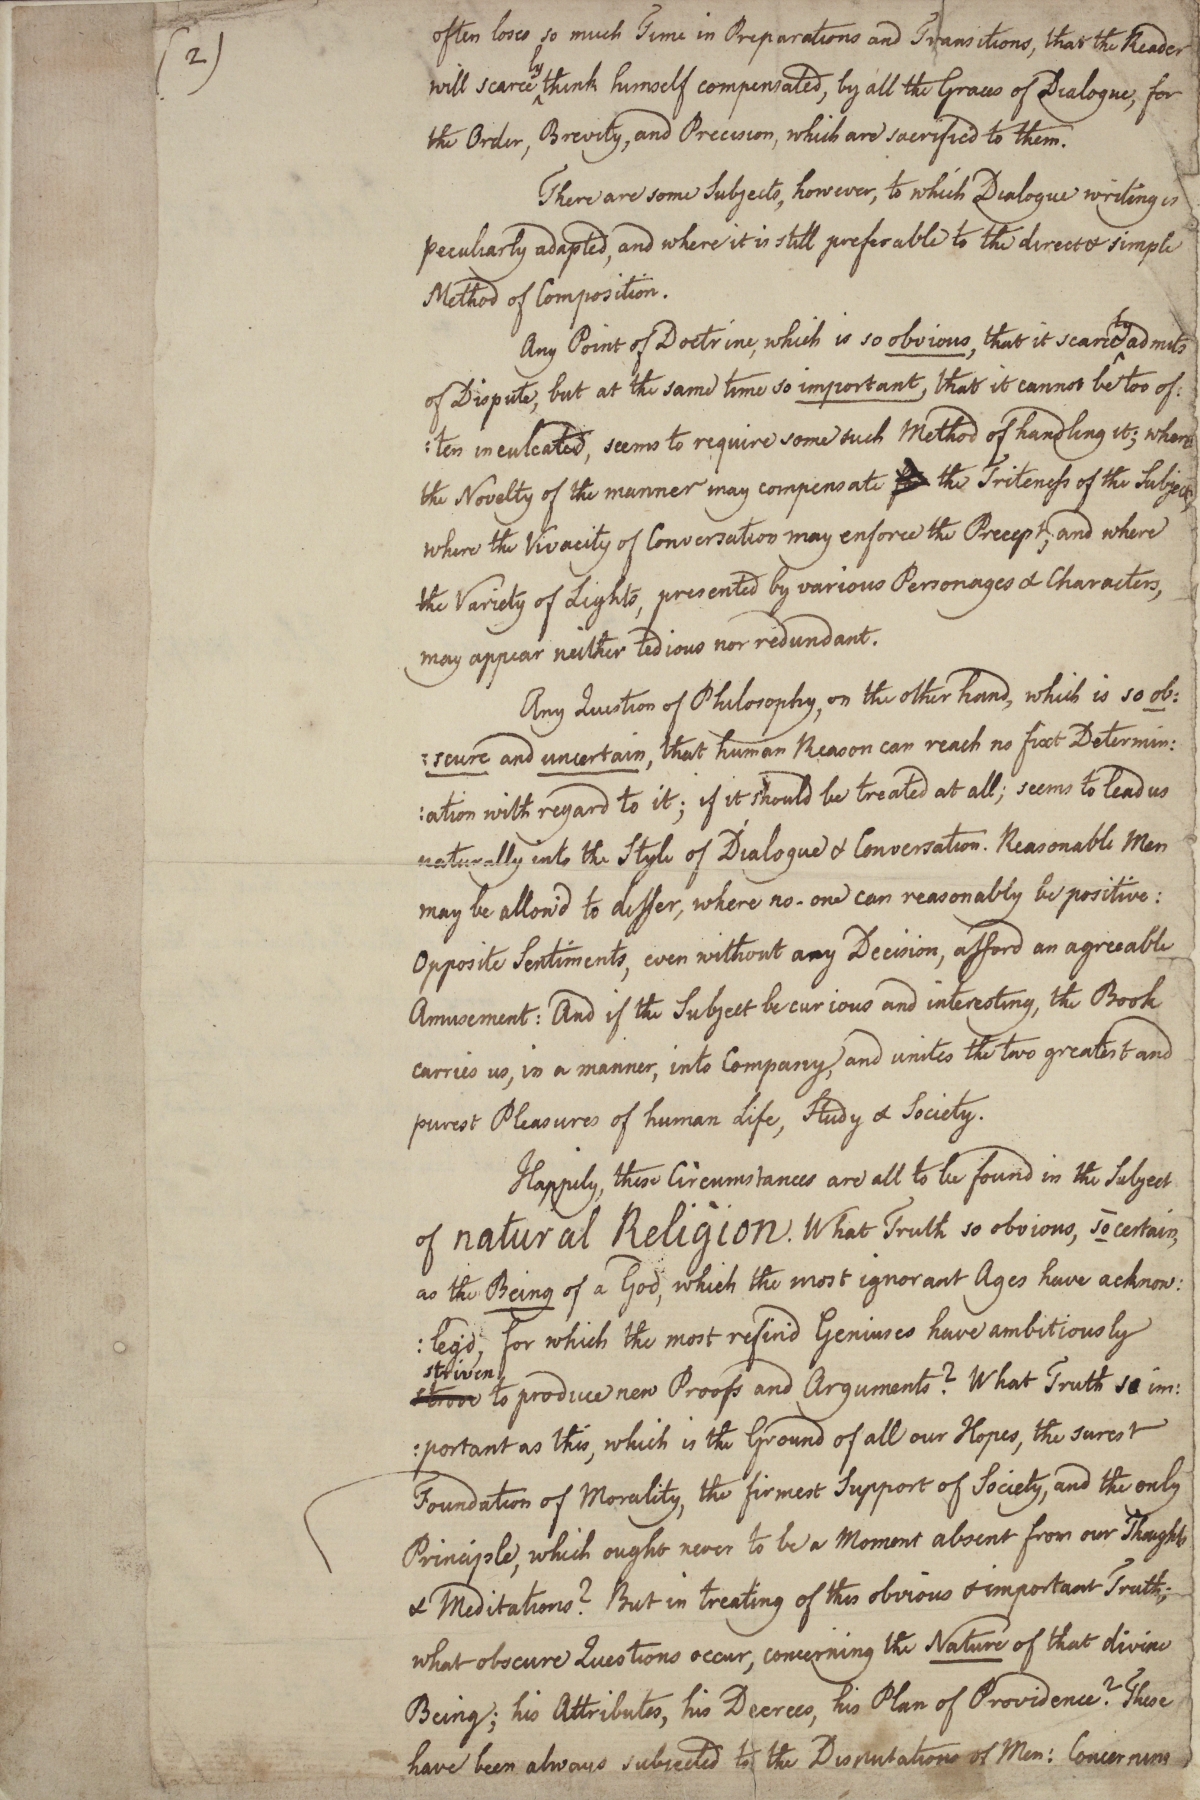 (2)
often loses so much Time in Preparations and Transitions, that the Reader
will scarcely think himself compensated, by all the Graces of Dialogue, for
the Order, Brevity, and Precision, which are sacrificed to them.
There are some Subjects, however, to which Dialogue writing is
peculiarly adapted, and where it is still preferable to the direct & simple
Method of Composition.
Any Point of Doctrine, which is so obvious, that it scarcely admits
of Dispute, but at the same time so important, that it cannot be too of:
:ten inculcated, seems to require some such Method of handling it; where
the Novelty of the manner may compensate the Triteness of the Subject,
where the Vivacity of Conversation may enforce the Precept, and where
the Variety of Lights, presented by various Personages & Characters,
may appear neither tedious nor redundant.
Any Question of Philosophy, on the other hand, which is so ob:
:scure and uncertain, that human Reason can reach no fixt Determin:
:ation with regard to it; if it should be treated at all; seems to lead us
naturally into the Style of Dialogue & Conversation. Reasonable Men
may be allow'd to differ, where no-one can reasonably be positive:
Opposite Sentiments, even without any Decision, afford an agreeable
Amusement: And if the Subject be curious and interesting, the Book
carries us, in a manner, into Company, and unites the two greatest and
purest Pleasures of human Life, Study & Society.
Happily, these Circumstances are all to be found in the Subject
of natural Religion. What Truth so obvious, so certain,
as the Being of a God, which the most ignorant Ages have acknow:
:leg'd, for which the most refin'd Geniuses have ambitiously
striven
strove to produce new Proofs and Arguments? What Truth so im:
:portant as this, which is the Ground of all our Hopes, the surest
Foundation of Morality, the firmest Support of Society, and the only
Principle, which ought never to be a Moment absent from our Thoughts
& Meditations? But in treating of this obvious & important Truth;
what obscure Questions occur, concerning the Nature of that divine
Being; his Attributes, his Decrees, his Plan of Providence? These
have been always subjected to the Disputations of Men: Concerning